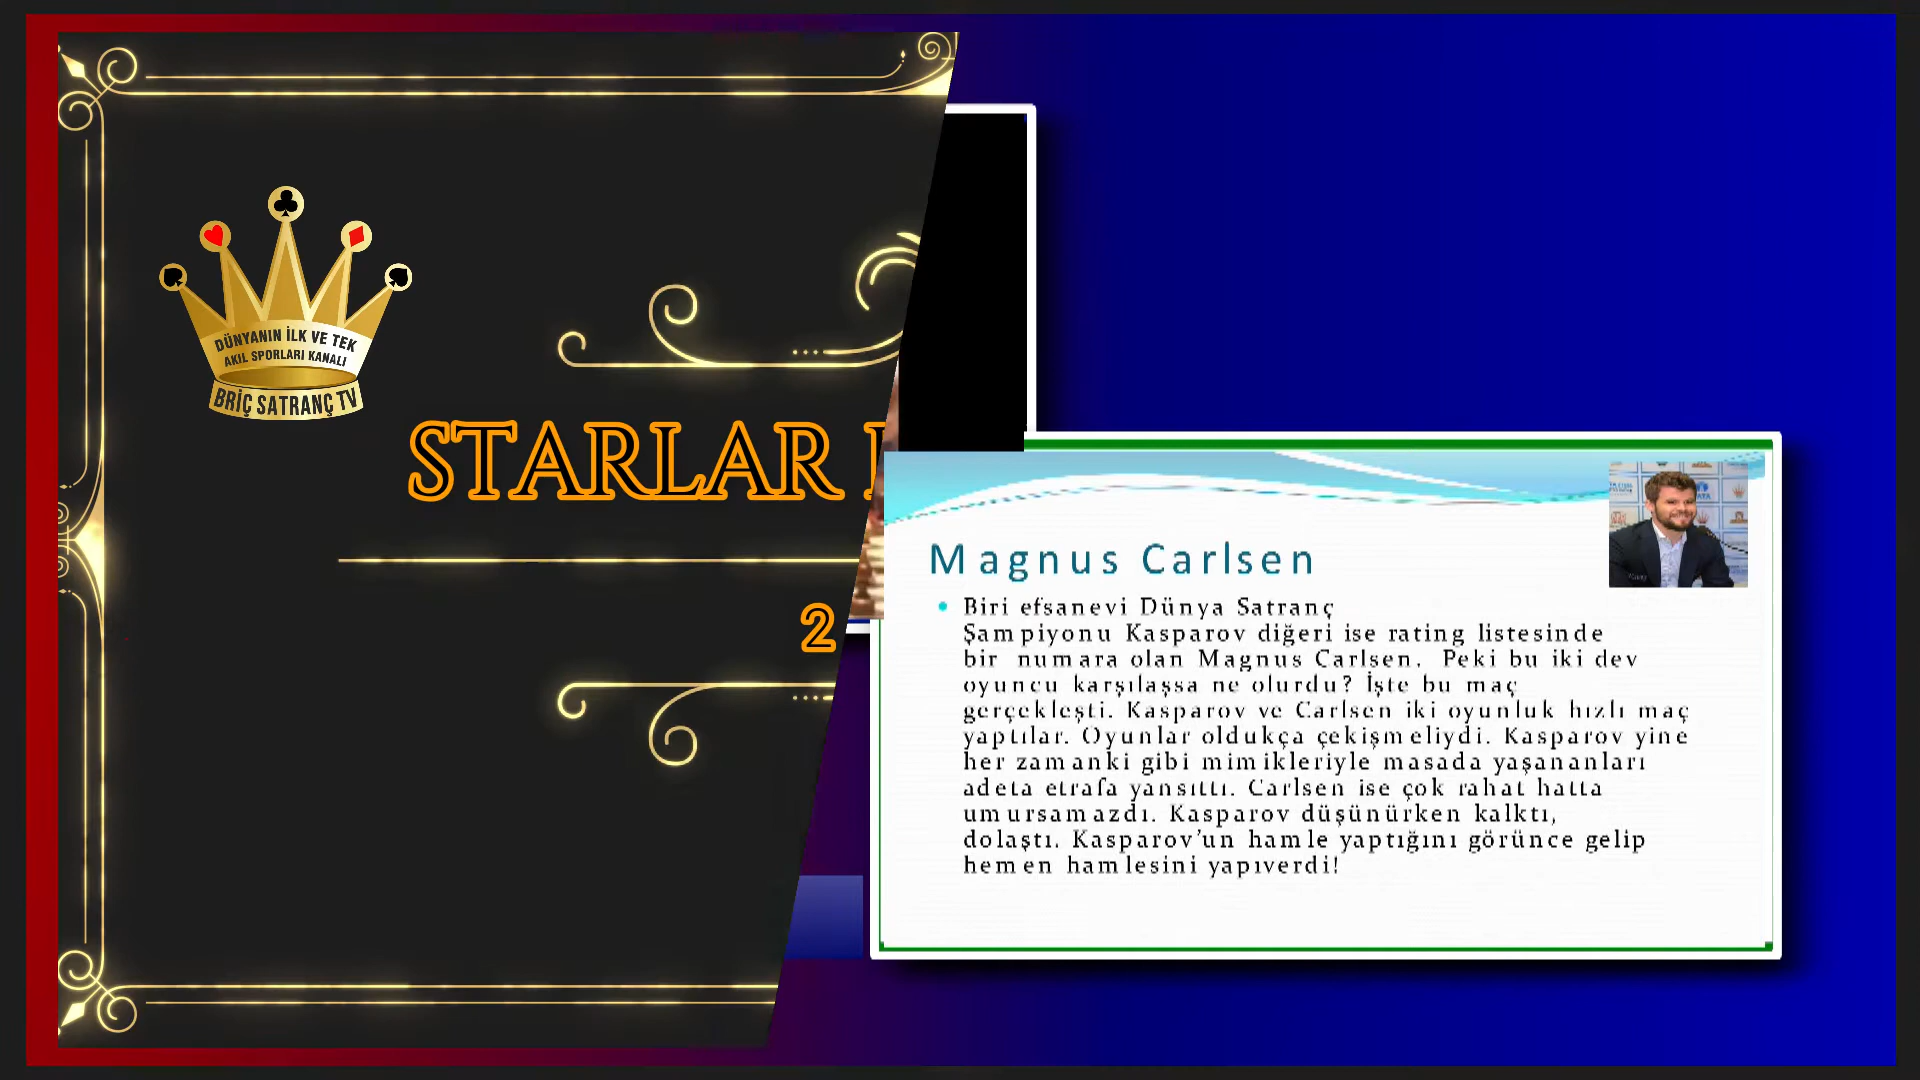 DÜNYANIN İLK VE TEK
AKIL SPORLARI KANALI
BRİÇ SATRANÇ TV
STARLAR
2
Magnus Carlsen
Biri efsanevi Dünya Satranç
Şampiyonu Kasparov diğeri ise rating listesinde
bir numara olan Magnus Carlsen. Peki bu iki dev
oyuncu karşılaşsa ne olurdu? İşte bu maç
gerçekleşti. Kasparov ve Carlsen iki oyunluk hızlı maç
yaptılar. Oyunlar oldukça çekişmeliydi. Kasparov yine
her zamanki gibi mimikleriyle masada yaşananları
adeta etrafa yansıttı. Carlsen ise çok rahat hatta
umursamazdı. Kasparov düşünürken kalktı,
dolaştı. Kasparov'un hamle yaptığını görünce gelip
hemen hamlesini yapıverdi!